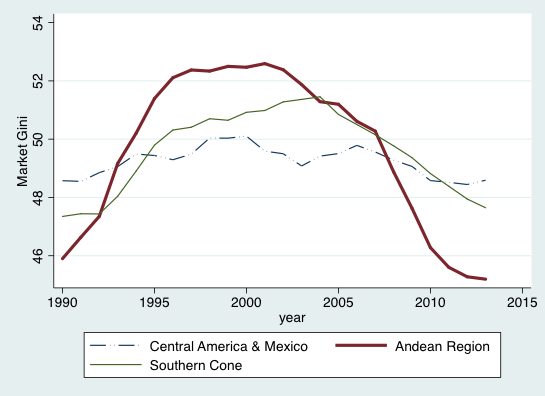 54
52
50
48
46
Market Gini
1990
1995
2000
2005
2010
2015
year
Central America & Mexico
Andean Region
Southern Cone